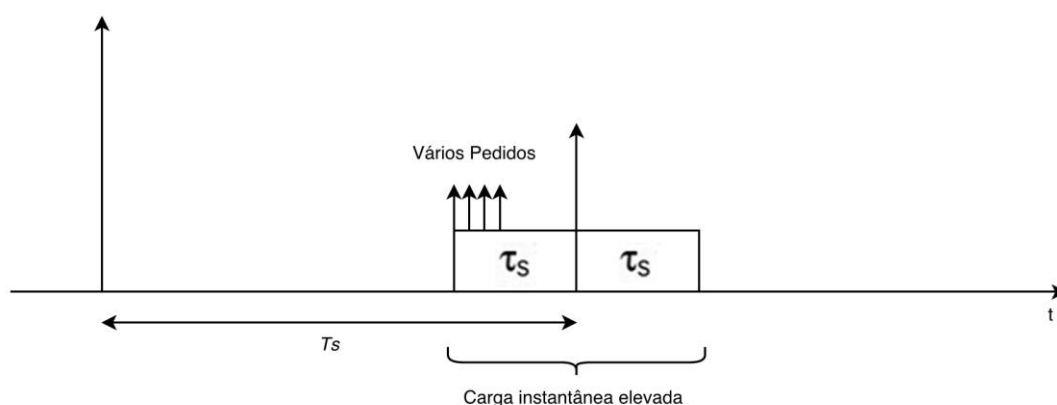 Vários Pedidos
τS τS
t
Ts
Carga instantânea elevada